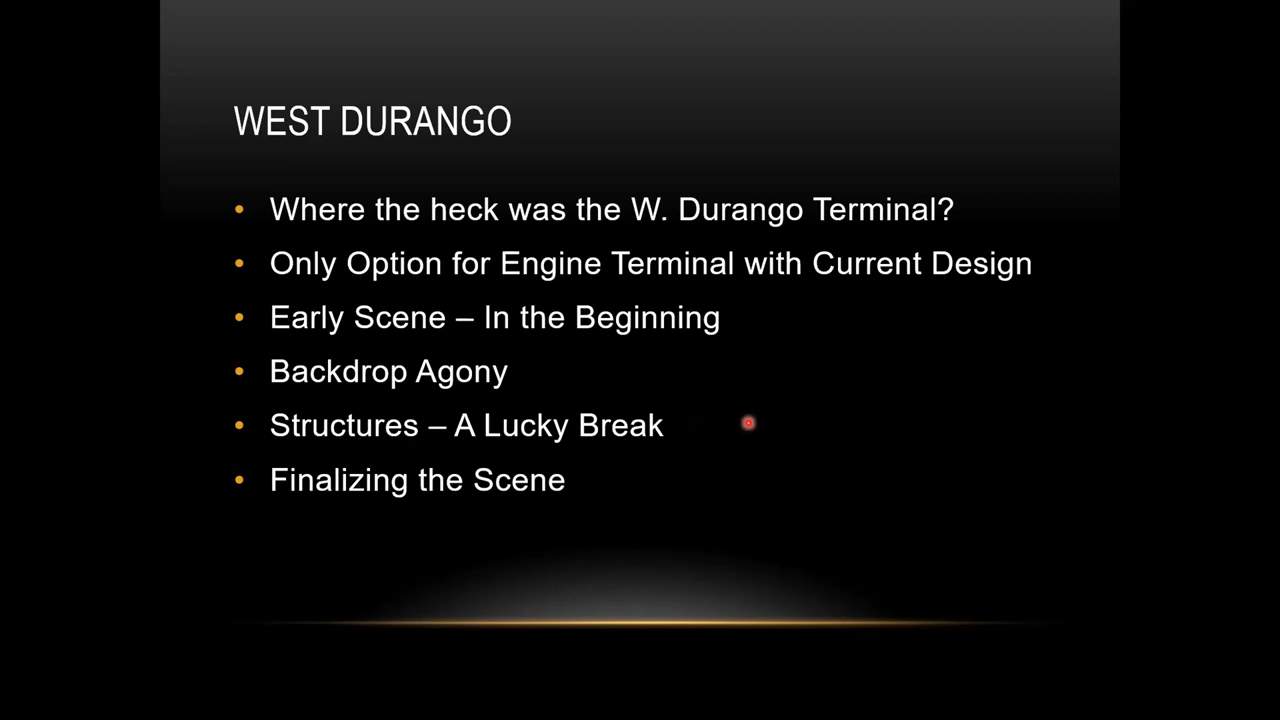 WEST DURANGO
• Where the heck was the W. Durango Terminal?
• Only Option for Engine Terminal with Current Design
• Early Scene – In the Beginning
• Backdrop Agony
• Structures – A Lucky Break
• Finalizing the Scene